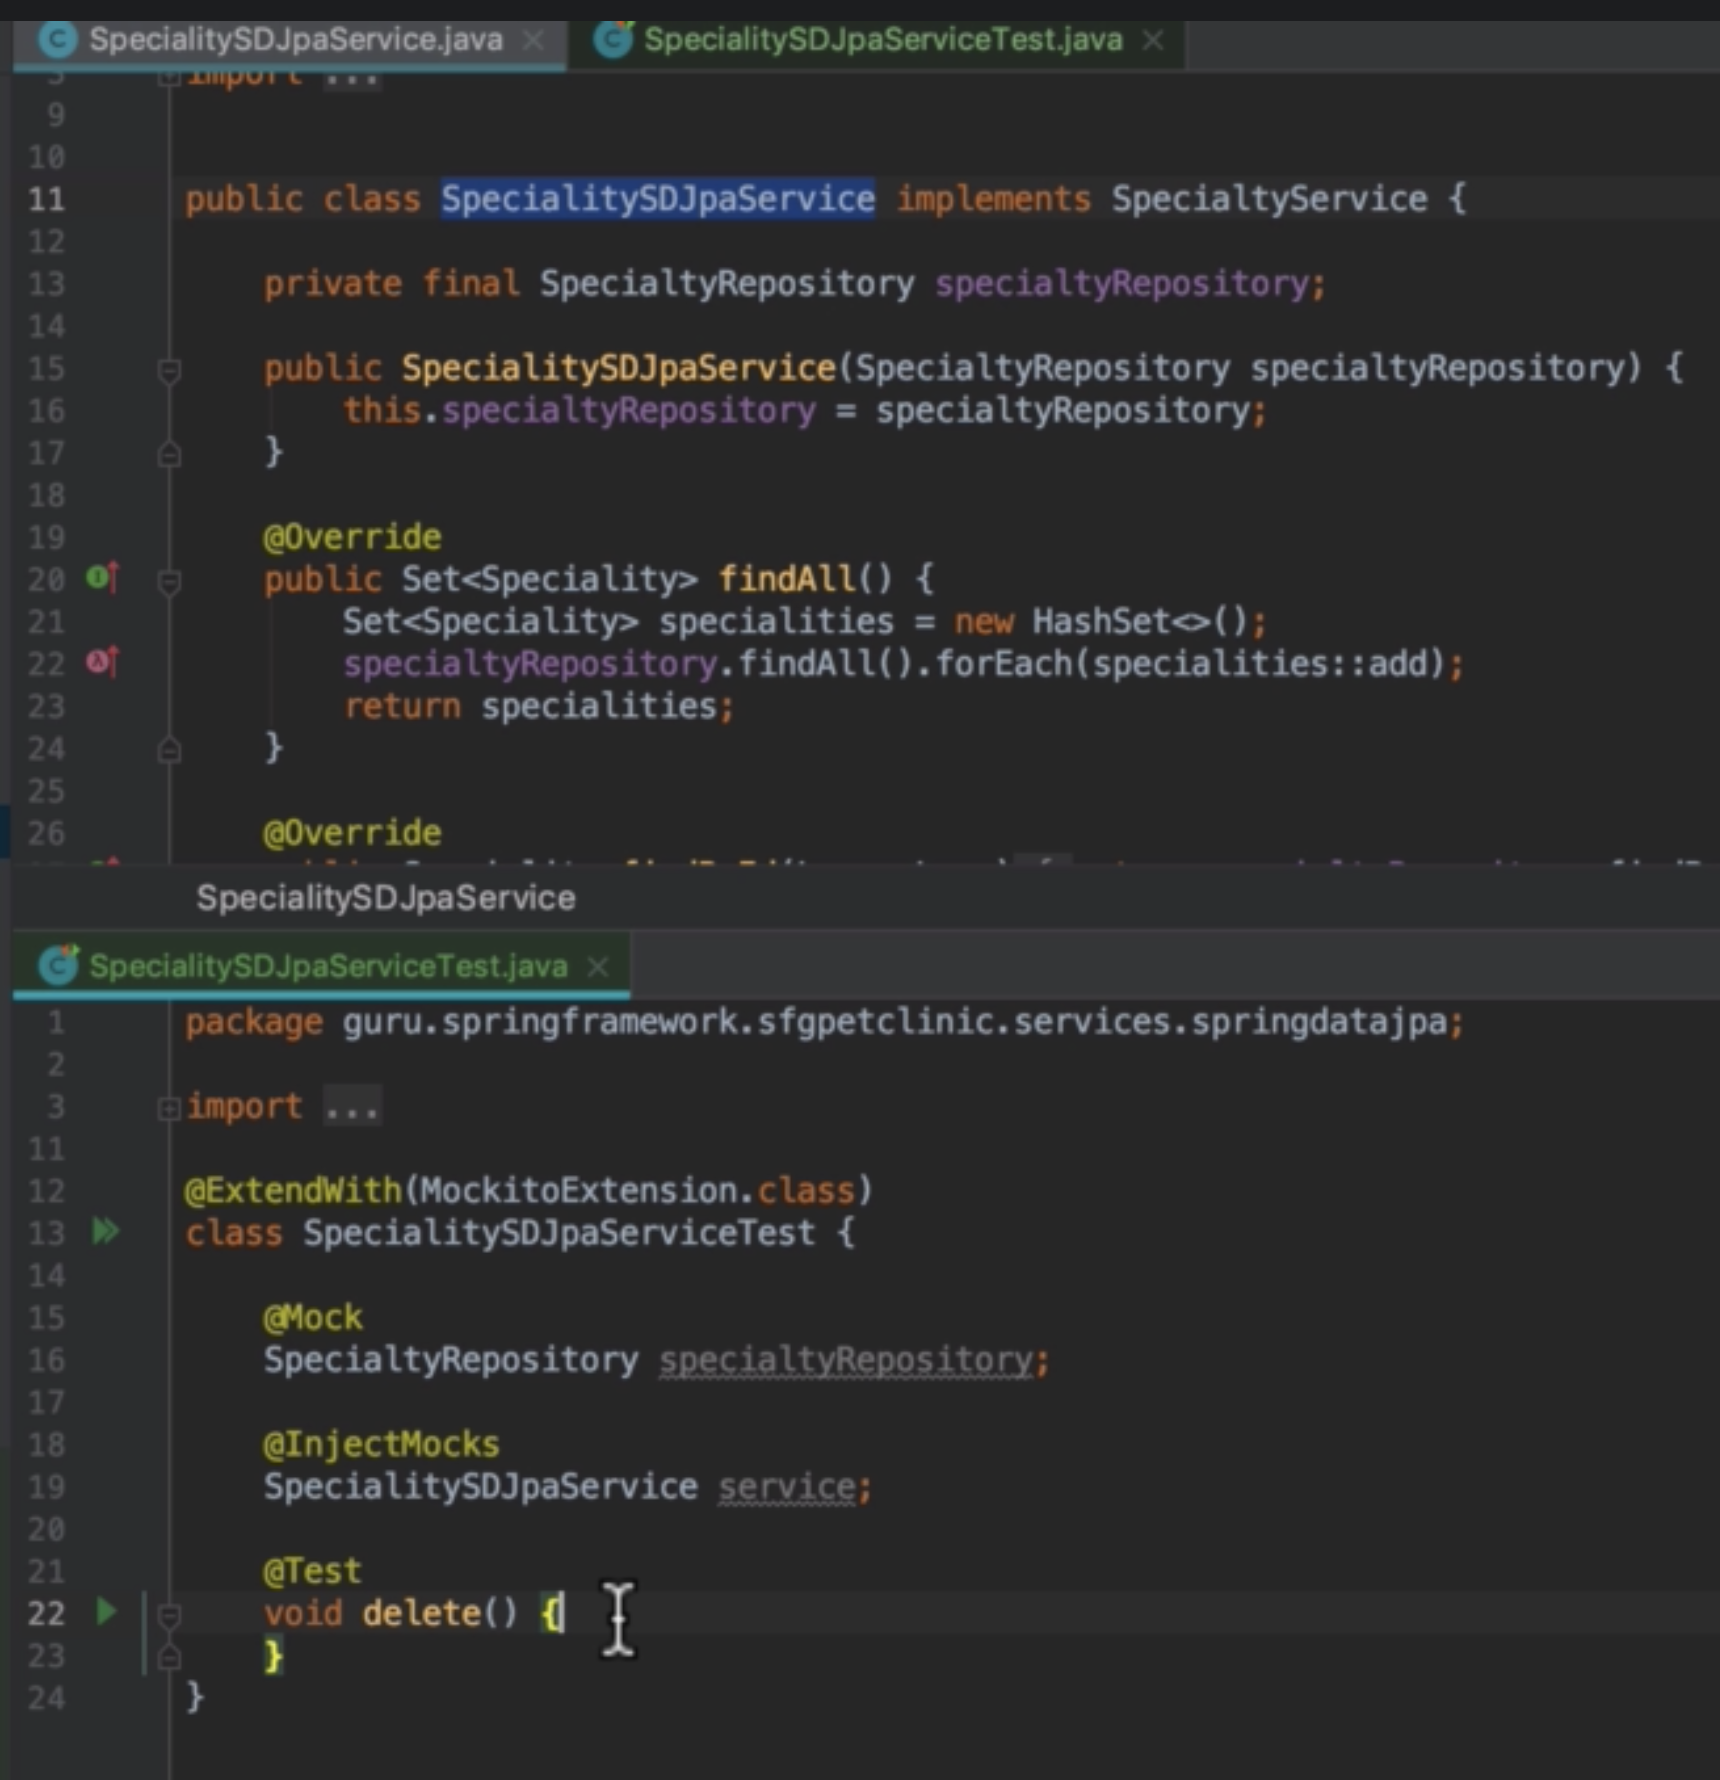 SpecialitySDJpaService.java SpecialitySDJpaServiceTest.java
import ...
9
10
11 public class SpecialitySDJpaService implements SpecialtyService {
12
13 private final SpecialtyRepository specialtyRepository;
14
15 public SpecialitySDJpaService(SpecialtyRepository specialtyRepository) {
16 this.specialtyRepository = specialtyRepository;
17 }
18
19 @Override
20 public Set<Speciality> findAll() {
21 Set<Speciality> specialities = new HashSet<>();
22 specialtyRepository.findAll().forEach(specialities::add);
23 return specialities;
24 }
25
26 @Override
SpecialitySDJpaService
SpecialitySDJpaServiceTest.java
1 package guru.springframework.sfgpetclinic.services.springdatajpa;
2
3 import ...
11
12 @ExtendWith(MockitoExtension.class)
13 class SpecialitySDJpaServiceTest {
14
15 @Mock
16 SpecialtyRepository specialtyRepository;
17
18 @InjectMocks
19 SpecialitySDJpaService service;
20
21 @Test
22 void delete() {
23 }
24 }